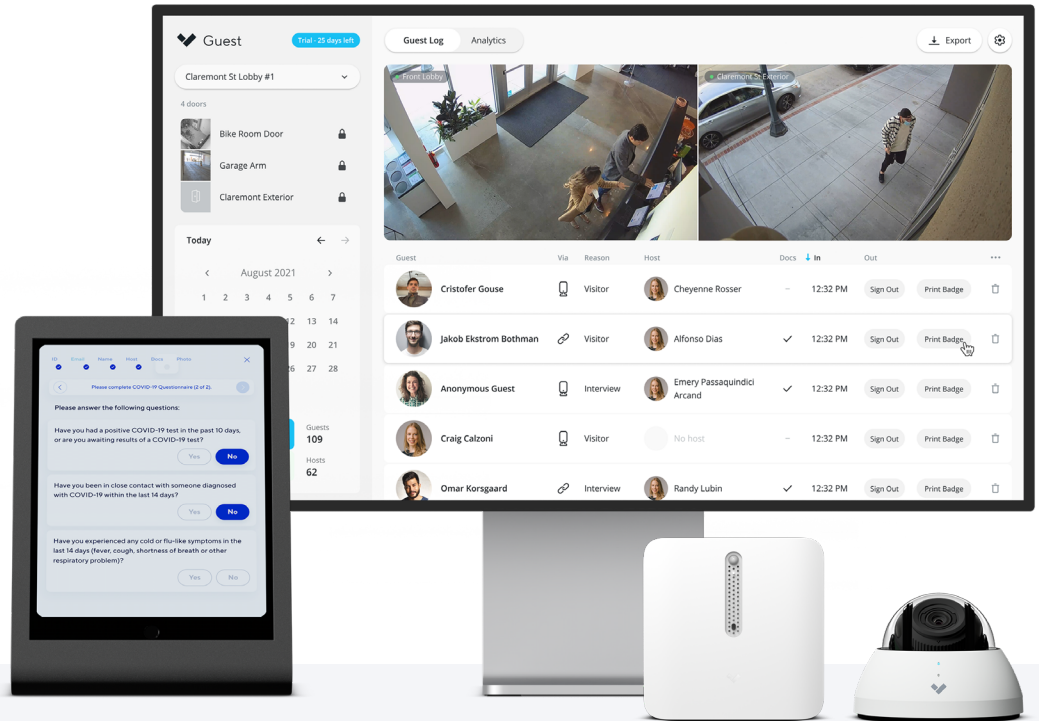 Guest
Trial - 25 days left
Guest Log
Analytics
Export
Claremont St Lobby #1
4 doors
Bike Room Door
Garage Arm
Claremont Exterior
Today
August 2021
1 2 3 4 5 6 7
12 13 14
9 20 21
26 27 28
Guests
109
Hosts
62
Front Lobby
Claremont St Exterior
Guest Via Reason Host Docs In Out
Cristofer Gouse Visitor Cheyenne Rosser – 12:32 PM Sign Out Print Badge
Jakob Ekstrom Bothman Visitor Alfonso Dias 12:32 PM Sign Out Print Badge
Anonymous Guest Interview Emery Passaquindici
Arcand 12:32 PM Sign Out Print Badge
Craig Calzoni Visitor No host – 12:32 PM Sign Out Print Badge
Omar Korsgaard Interview Randy Lubin 12:32 PM Sign Out Print Badge
ID Email Name Host Docs Photo
Please complete COVID-19 Questionnaire (2 of 2).
Please answer the following questions:
Have you had a positive COVID-19 test in the past 10 days,
or are you awaiting results of a COVID-19 test?
Yes No
Have you been in close contact with someone diagnosed
with COVID-19 within the last 14 days?
Yes No
Have you experienced any cold or flu-like symptoms in the
last 14 days (fever, cough, shortness of breath or other
respiratory problem)?
Yes No